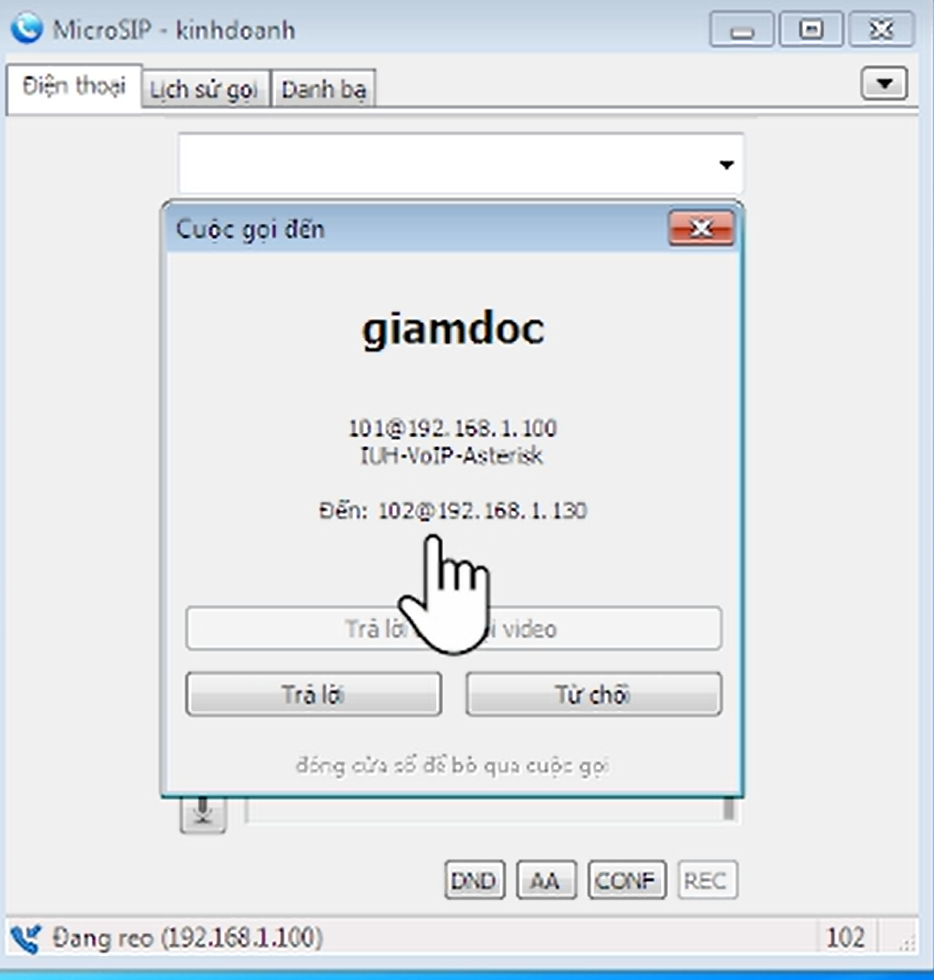 MicroSIP - kinhdoanh
Điện thoại Lịch sử gọi Danh bạ
Cuộc gọi đến
giamdoc
101@192.168.1.100
IUH-VoIP-Asterisk
Đến: 102@192.168.1.130
Trả lời i video
Trả lời Từ chối
đóng cửa sổ để bỏ qua cuộc gọi
DND AA CONF REC
Đang reo (192.168.1.100) 102